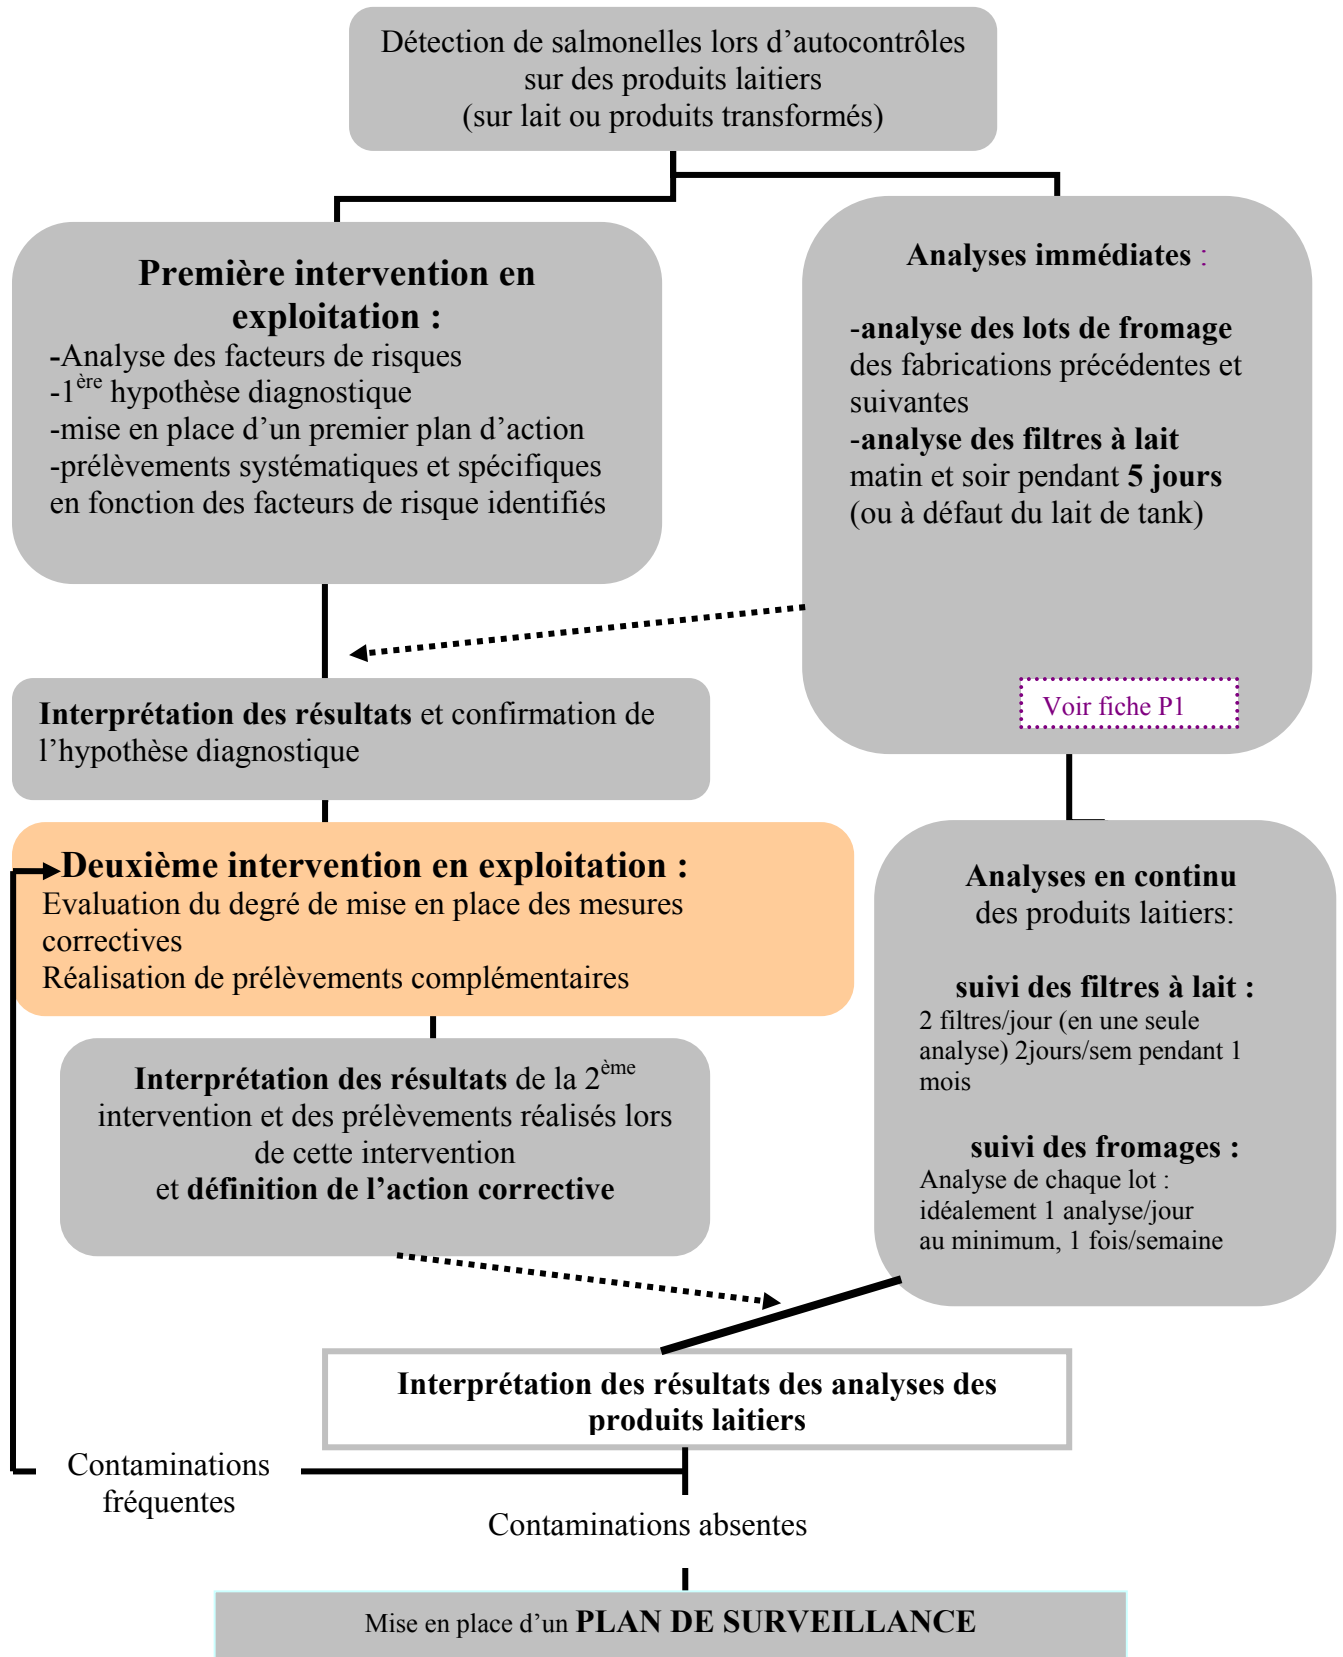 Détection de salmonelles lors d’autocontrôles
sur des produits laitiers
(sur lait ou produits transformés)
Première intervention en
exploitation :
-Analyse des facteurs de risques
-1ère hypothèse diagnostique
-mise en place d’un premier plan d’action
-prélèvements systématiques et spécifiques
en fonction des facteurs de risque identifiés
Analyses immédiates :
-analyse des lots de fromage
des fabrications précédentes et
suivantes
-analyse des filtres à lait
matin et soir pendant 5 jours
(ou à défaut du lait de tank)
Voir fiche P1
Interprétation des résultats et confirmation de
l’hypothèse diagnostique
Deuxième intervention en exploitation :
Evaluation du degré de mise en place des mesures
correctives
Réalisation de prélèvements complémentaires
Analyses en continu
des produits laitiers:
suivi des filtres à lait :
2 filtres/jour (en une seule
analyse) 2jours/sem pendant 1
mois
suivi des fromages :
Analyse de chaque lot :
idéalement 1 analyse/jour
au minimum, 1 fois/semaine
Interprétation des résultats de la 2ème
intervention et des prélèvements réalisés lors
de cette intervention
et définition de l’action corrective
Interprétation des résultats des analyses des
produits laitiers
Contaminations
fréquentes
Contaminations absentes
Mise en place d’un PLAN DE SURVEILLANCE